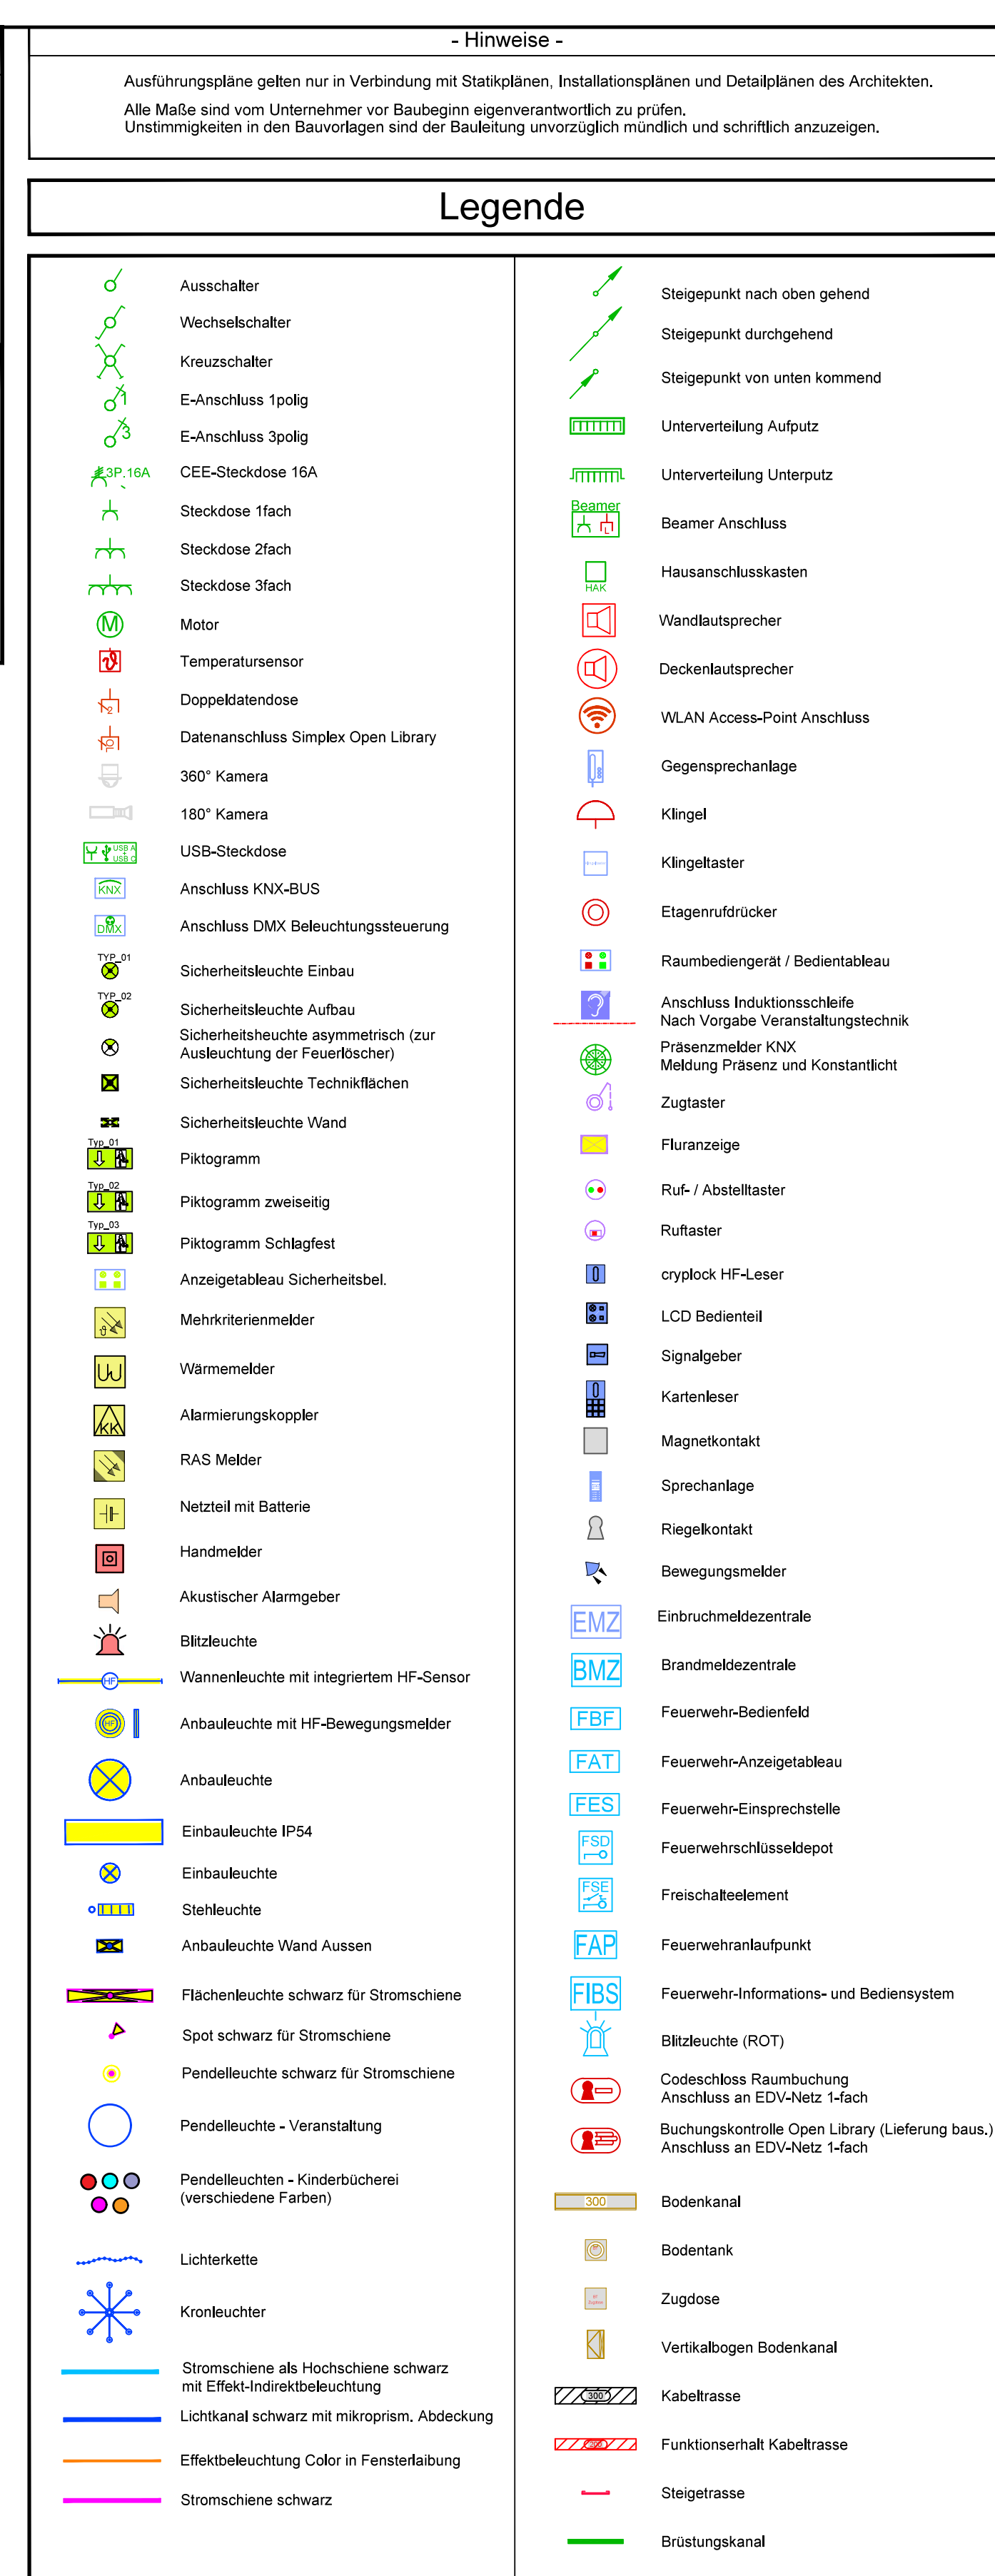 - Hinweise -
Ausführungspläne gelten nur in Verbindung mit Statikplänen, Installationsplänen und Detailplänen des Architekten.
Alle Maße sind vom Unternehmer vor Baubeginn eigenverantwortlich zu prüfen.
Unstimmigkeiten in den Bauvorlagen sind der Bauleitung unvorzüglich mündlich und schriftlich anzuzeigen.
Legende
Ausschalter
Wechselschalter
Kreuzschalter
1 E-Anschluss 1polig
3 E-Anschluss 3polig
3P.16A CEE-Steckdose 16A
Steckdose 1fach
Steckdose 2fach
Steckdose 3fach
M Motor
ϑ Temperatursensor
2 Doppeldatendose
Datenanschluss Simplex Open Library
360° Kamera
180° Kamera
USB A
USB C
USB-Steckdose
KNX Anschluss KNX-BUS
DMX Anschluss DMX Beleuchtungssteuerung
TYP_01
Sicherheitsleuchte Einbau
TYP_02
Sicherheitsleuchte Aufbau
Sicherheitsheuchte asymmetrisch (zur
Ausleuchtung der Feuerlöscher)
Sicherheitsleuchte Technikflächen
Sicherheitsleuchte Wand
Typ_01
Piktogramm
Typ_02
Piktogramm zweiseitig
Typ_03
Piktogramm Schlagfest
Anzeigetableau Sicherheitsbel.
ϑ Mehrkriterienmelder
Wärmemelder
KK Alarmierungskoppler
RAS Melder
Netzteil mit Batterie
Handmelder
Akustischer Alarmgeber
Blitzleuchte
HF Wannenleuchte mit integriertem HF-Sensor
HF Anbauleuchte mit HF-Bewegungsmelder
Anbauleuchte
Einbauleuchte IP54
Einbauleuchte
Stehleuchte
Anbauleuchte Wand Aussen
Flächenleuchte schwarz für Stromschiene
Spot schwarz für Stromschiene
Pendelleuchte schwarz für Stromschiene
Pendelleuchte - Veranstaltung
Pendelleuchten - Kinderbücherei
(verschiedene Farben)
Lichterkette
Kronleuchter
Stromschiene als Hochschiene schwarz
mit Effekt-Indirektbeleuchtung
Lichtkanal schwarz mit mikroprism. Abdeckung
Effektbeleuchtung Color in Fensterlaibung
Stromschiene schwarz
Steigepunkt nach oben gehend
Steigepunkt durchgehend
Steigepunkt von unten kommend
Unterverteilung Aufputz
Unterverteilung Unterputz
Beamer
L
Beamer Anschluss
Hausanschlusskasten
HAK
Wandlautsprecher
Deckenlautsprecher
WLAN Access-Point Anschluss
Gegensprechanlage
Klingel
Klingeltaster
Etagenrufdrücker
Raumbediengerät / Bedientableau
Anschluss Induktionsschleife
Nach Vorgabe Veranstaltungstechnik
Präsenzmelder KNX
Meldung Präsenz und Konstantlicht
Zugtaster
Fluranzeige
Ruf- / Abstelltaster
Ruftaster
cryplock HF-Leser
LCD Bedienteil
Signalgeber
Kartenleser
Magnetkontakt
Sprechanlage
Riegelkontakt
Bewegungsmelder
EMZ Einbruchmeldezentrale
BMZ Brandmeldezentrale
FBF Feuerwehr-Bedienfeld
FAT Feuerwehr-Anzeigetableau
FES Feuerwehr-Einsprechstelle
FSD Feuerwehrschlüsseldepot
FSE Freischalteelement
FAP Feuerwehranlaufpunkt
FIBS Feuerwehr-Informations- und Bediensystem
Blitzleuchte (ROT)
Codeschloss Raumbuchung
Anschluss an EDV-Netz 1-fach
Buchungskontrolle Open Library (Lieferung baus.)
Anschluss an EDV-Netz 1-fach
300 Bodenkanal
Bodentank
Zugdose
Vertikalbogen Bodenkanal
300 Kabeltrasse
Funktionserhalt Kabeltrasse
Steigetrasse
Brüstungskanal